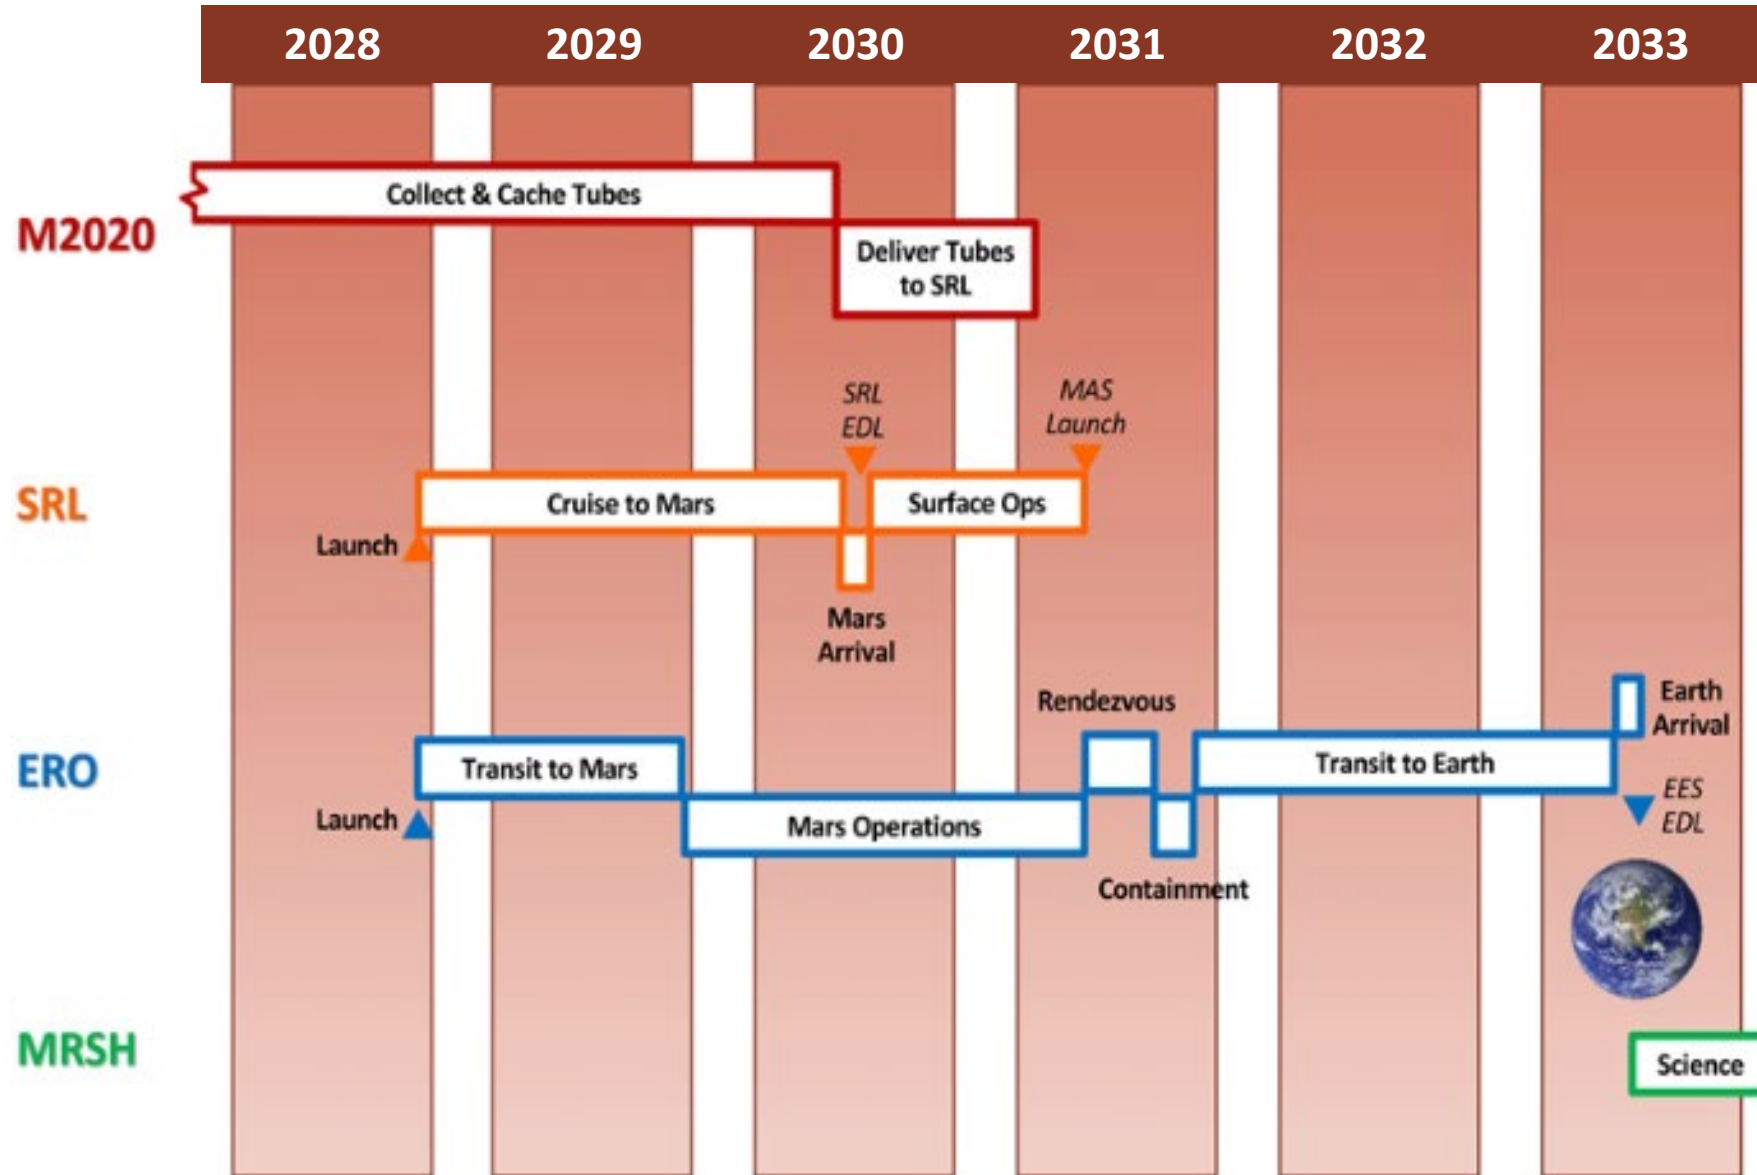 2028 2029 2030 2031 2032 2033
M2020
Collect & Cache Tubes
Deliver Tubes
to SRL
SRL
SRL
EDL
MAS
Launch
Cruise to Mars
Surface Ops
Launch
Mars
Arrival
ERO
Rendezvous
Earth
Arrival
Transit to Mars
Transit to Earth
Launch
Mars Operations
EES
EDL
Containment
MRSH
Science